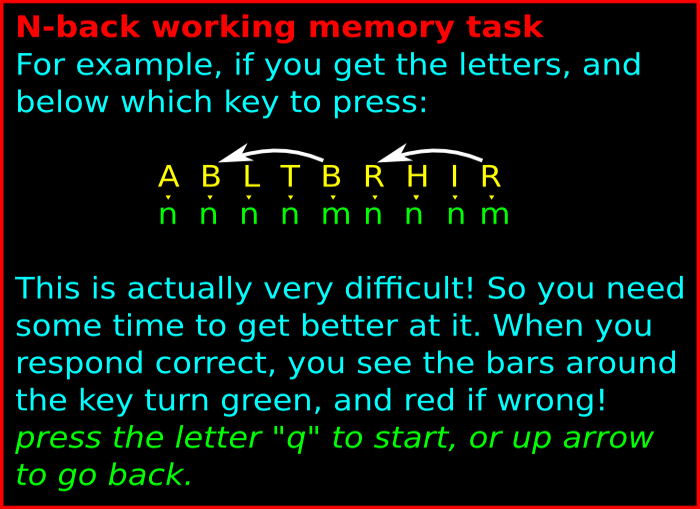 N-back working memory task
For example, if you get the letters, and
below which key to press:
A B L T B R H I R
n n n n m n n n m
This is actually very difficult! So you need
some time to get better at it. When you
respond correct, you see the bars around
the key turn green, and red if wrong!
press the letter "q" to start, or up arrow
to go back.